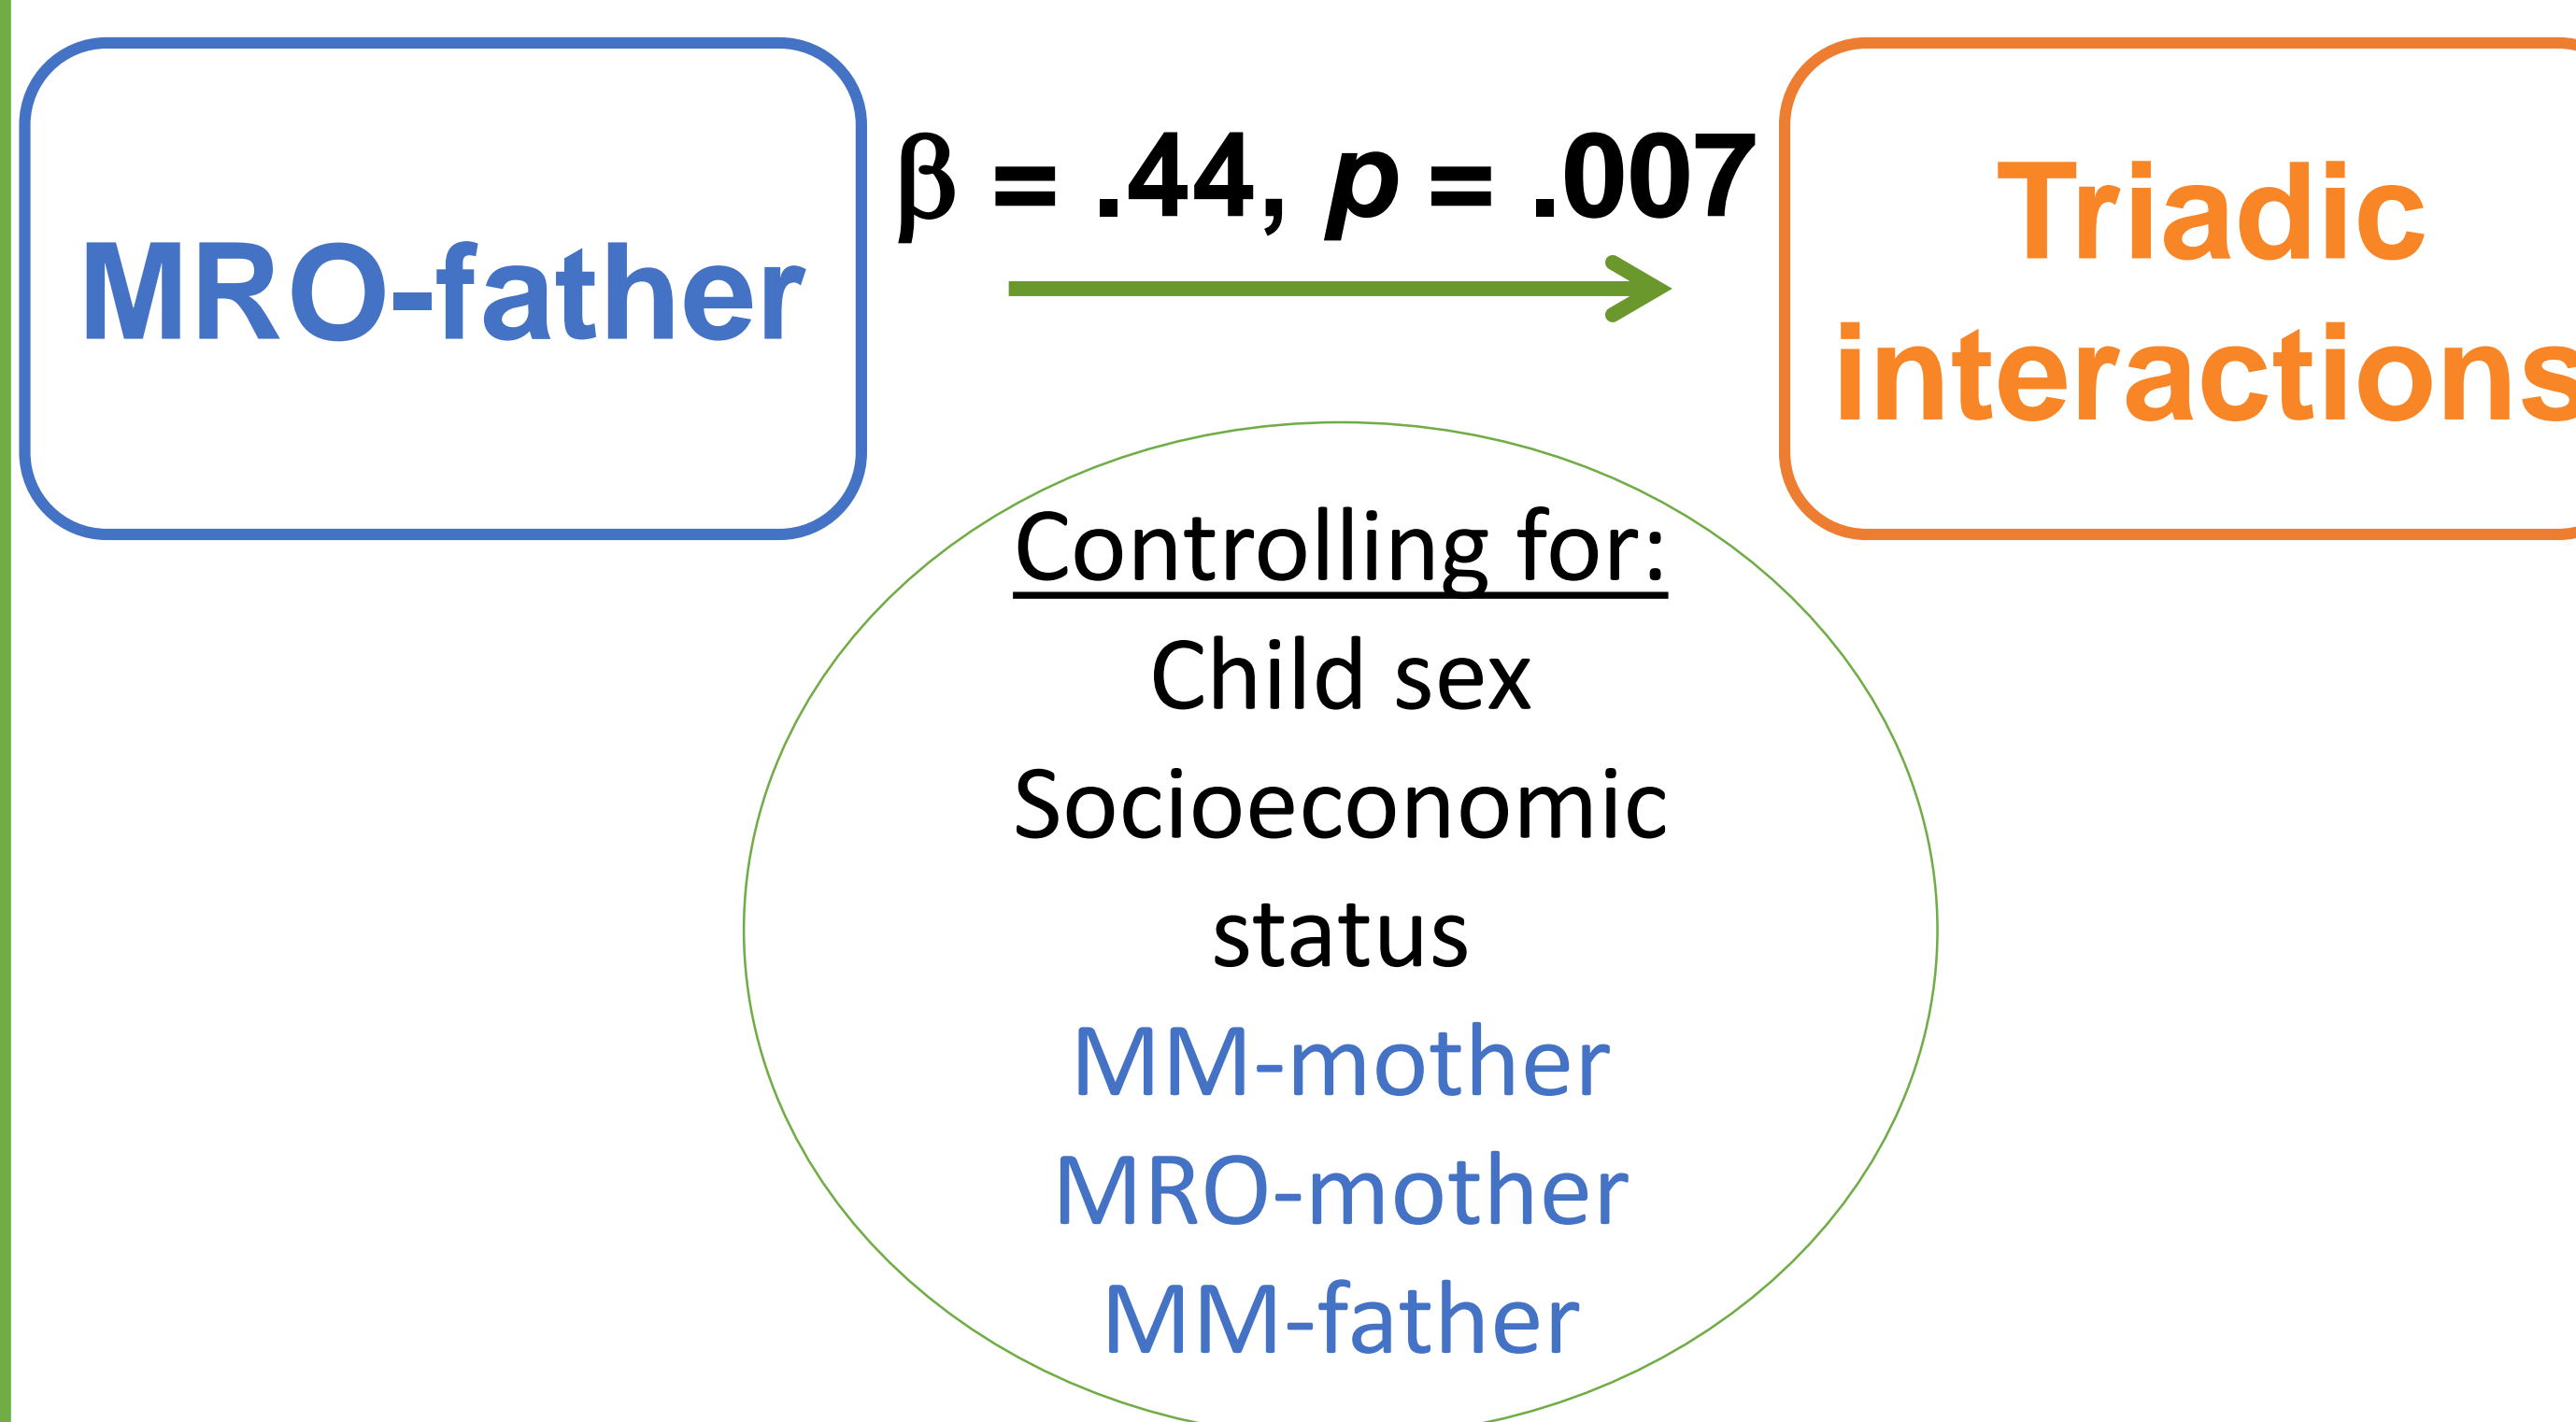 MRO-father
β = .44, p = .007
Triadic
interactions
Controlling for:
Child sex
Socioeconomic
status
MM-mother
MRO-mother
MM-father